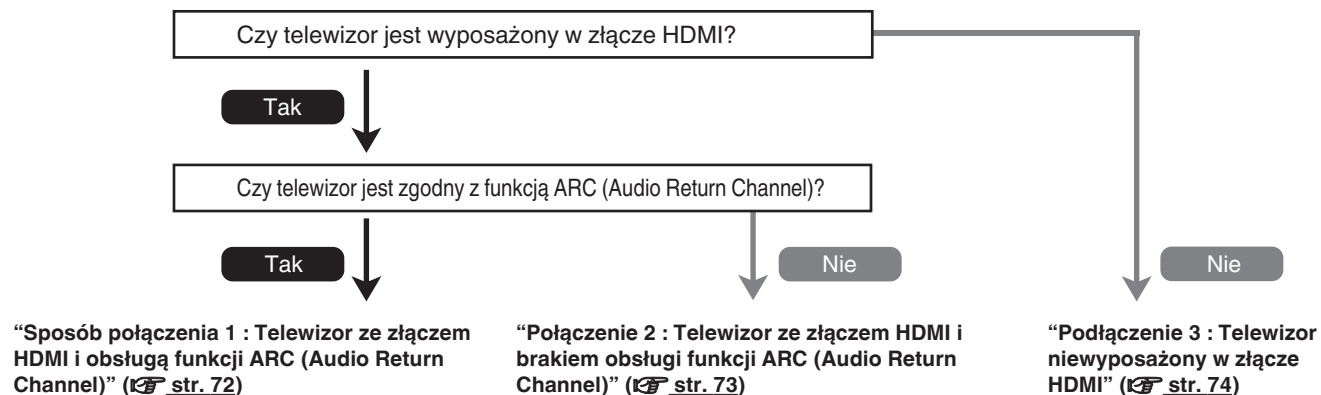 Czy telewizor jest wyposażony w złącze HDMI?
Tak
Czy telewizor jest zgodny z funkcją ARC (Audio Return Channel)?
Tak
Nie
Nie
“Sposób połączenia 1 : Telewizor ze złączem
HDMI i obsługą funkcji ARC (Audio Return
Channel)” (☞ str. 72)
“Połączenie 2 : Telewizor ze złączem HDMI i
brakiem obsługi funkcji ARC (Audio Return
Channel)” (☞ str. 73)
“Podłączenie 3 : Telewizor
niewyposażony w złącze
HDMI” (☞ str. 74)